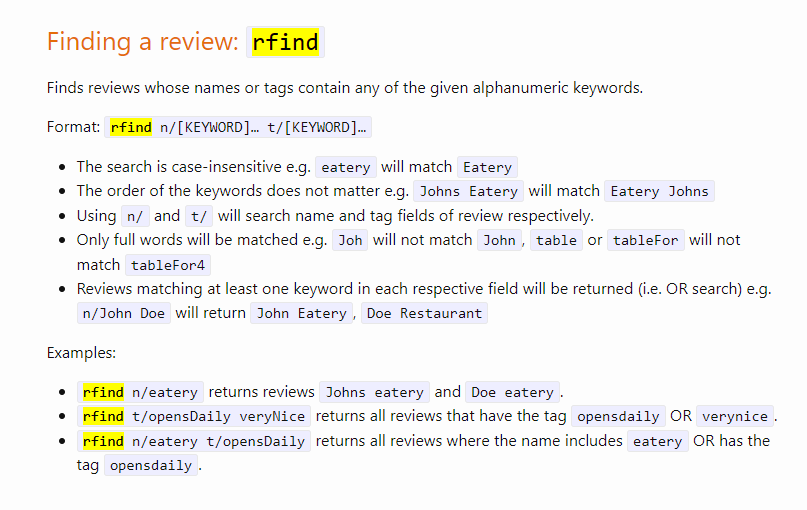 Finding a review: rfind
Finds reviews whose names or tags contain any of the given alphanumeric keywords.
Format: rfind n/[KEYWORD]… t/[KEYWORD]…
• The search is case-insensitive e.g. eatery will match Eatery
• The order of the keywords does not matter e.g. Johns Eatery will match Eatery Johns
• Using n/ and t/ will search name and tag fields of review respectively.
• Only full words will be matched e.g. Joh will not match John, table or tableFor will not
match tableFor4
• Reviews matching at least one keyword in each respective field will be returned (i.e. OR search) e.g.
n/John Doe will return John Eatery, Doe Restaurant
Examples:
• rfind n/eatery returns reviews Johns eatery and Doe eatery.
• rfind t/opensDaily veryNice returns all reviews that have the tag opensdaily OR verynice.
• rfind n/eatery t/opensDaily returns all reviews where the name includes eatery OR has the
tag opensdaily.